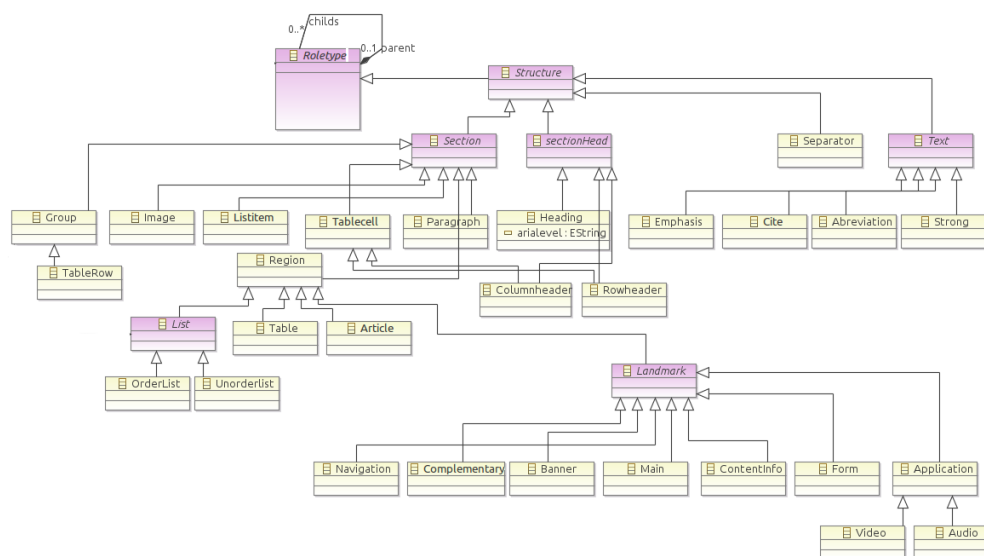 childs
0..*
0..1 parent
Roletype
Structure
Section
sectionHead
Separator
Text
Group
Image
Listitem
Tablecell
Paragraph
Heading
arialevel : EString
Emphasis
Cite
Abreviation
Strong
TableRow
Region
Columnheader
Rowheader
List
Table
Article
OrderList
Unorderlist
Landmark
Navigation
Complementary
Banner
Main
ContentInfo
Form
Application
Video
Audio